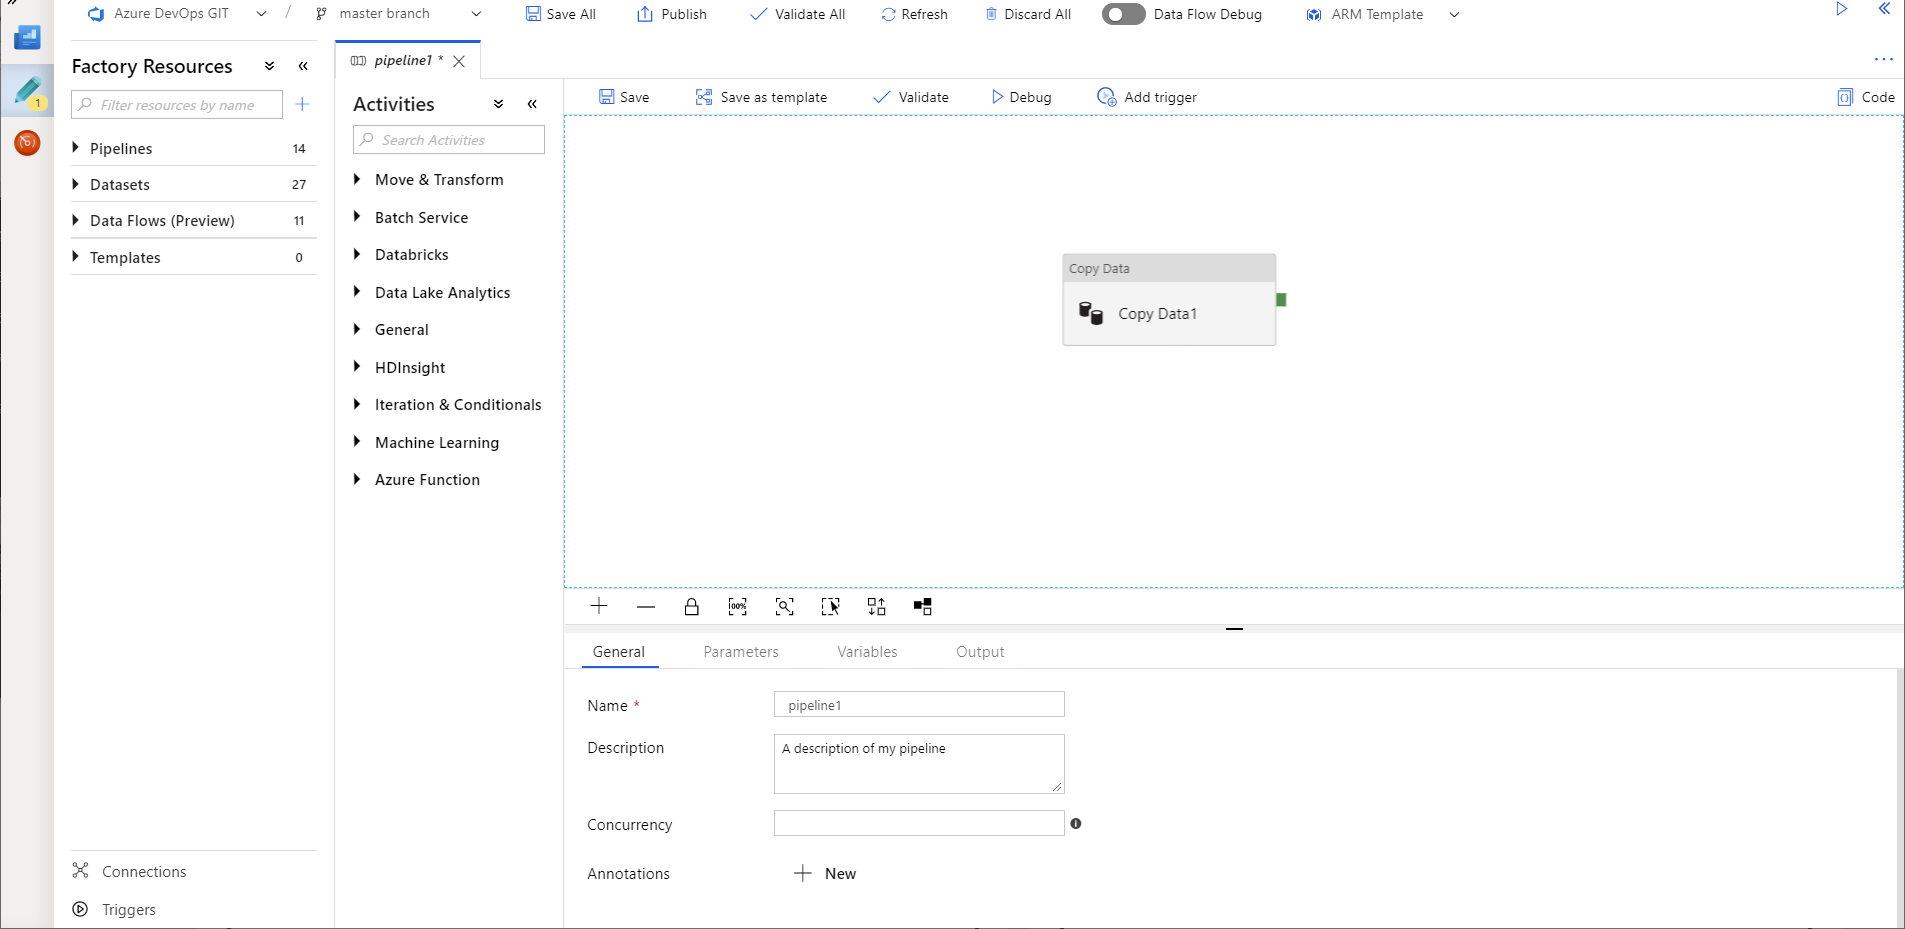 Azure DevOps GIT / master branch Save All Publish Validate All Refresh Discard All Data Flow Debug ARM Template
1
Factory Resources
Filter resources by name
Pipelines 14
Datasets 27
Data Flows (Preview) 11
Templates 0
Connections
Triggers
pipeline1 *
Activities
Search Activities
Move & Transform
Batch Service
Databricks
Data Lake Analytics
General
HDInsight
Iteration & Conditionals
Machine Learning
Azure Function
Save Save as template Validate Debug Add trigger Code
Copy Data
Copy Data1
100%
General Parameters Variables Output
Name * pipeline1
Description A description of my pipeline
Concurrency
Annotations New